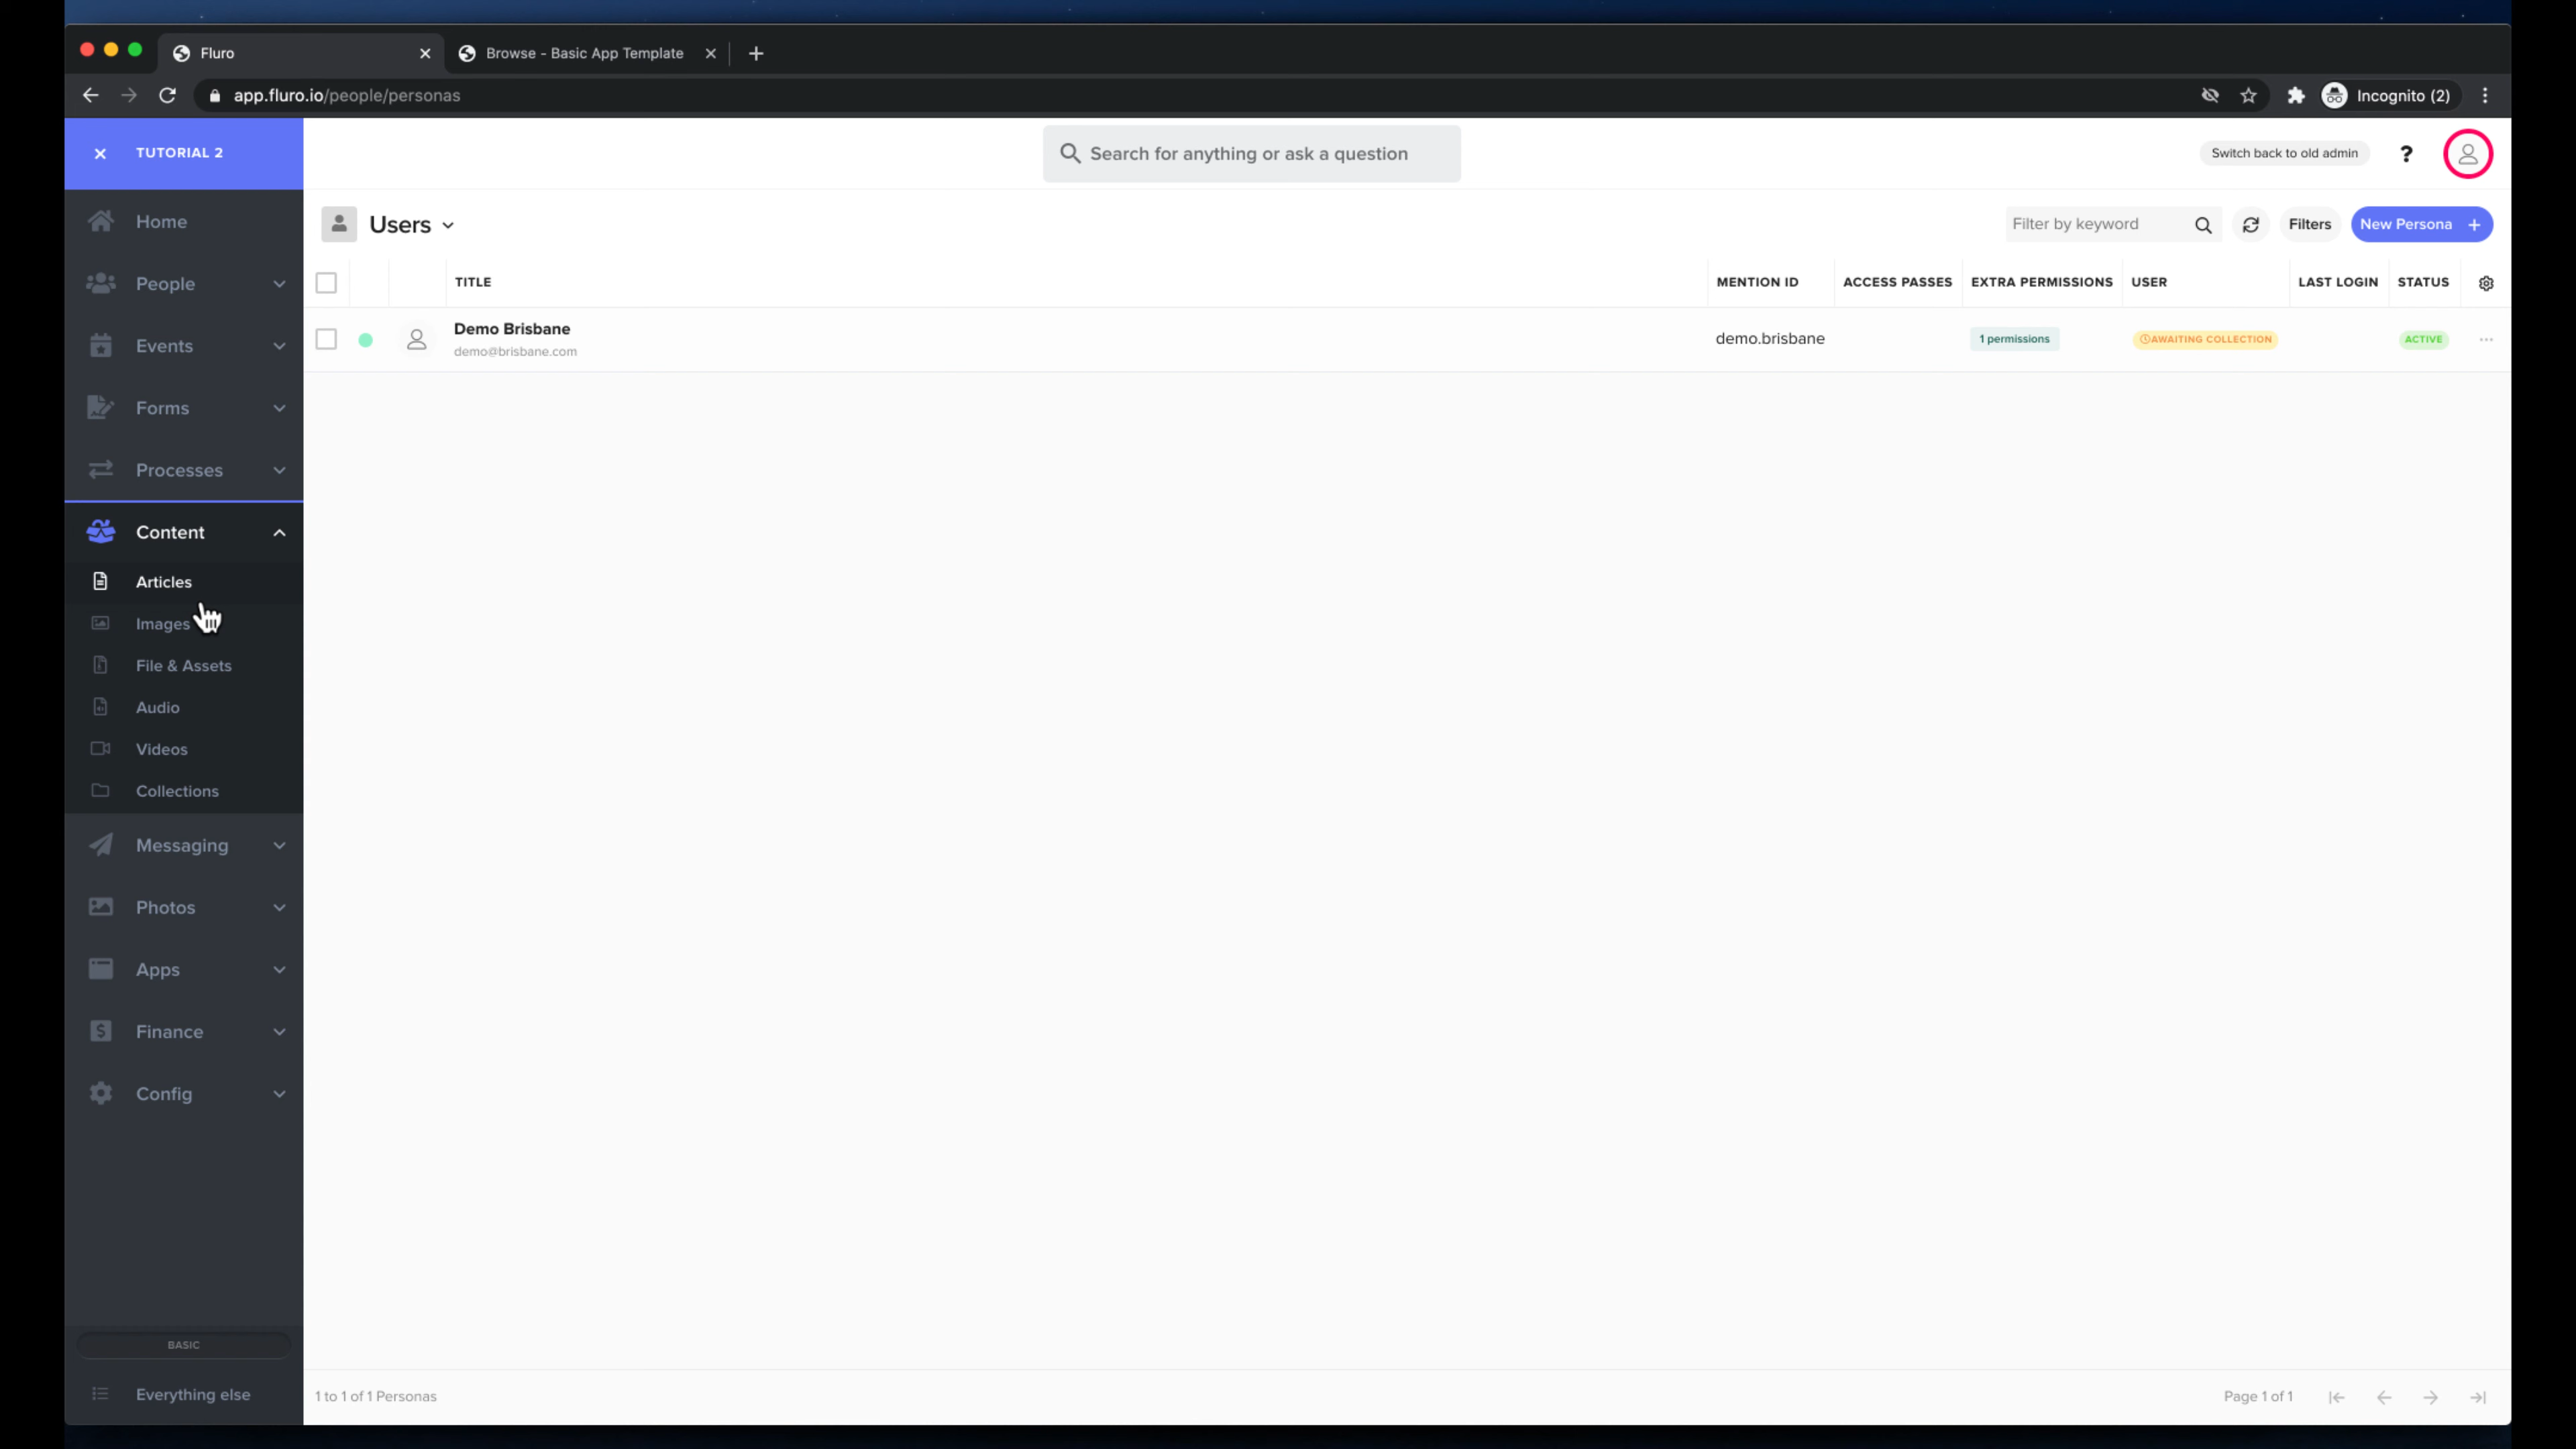 Fluro
Browse - Basic App Template
app.fluro.io/people/personas
Incognito (2)
TUTORIAL 2
Search for anything or ask a question
Switch back to old admin
?
Home
People
Events
Forms
Processes
Content
Articles
Images
File & Assets
Audio
Videos
Collections
Messaging
Photos
Apps
Finance
Config
BASIC
Everything else
Users
Filter by keyword
Filters
New Persona +
TITLE MENTION ID ACCESS PASSES EXTRA PERMISSIONS USER LAST LOGIN STATUS
Demo Brisbane demo.brisbane 1 permissions AWAITING COLLECTION ACTIVE
demo@brisbane.com
1 to 1 of 1 Personas
Page 1 of 1